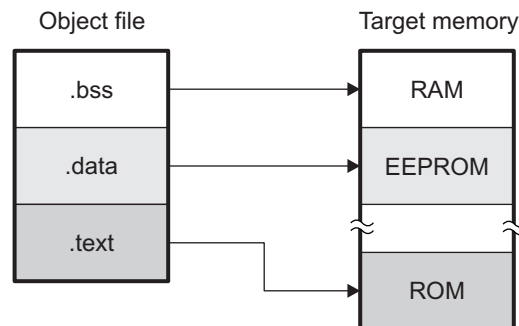 Object file
Target memory
.bss
RAM
.data
EEPROM
.text
ROM